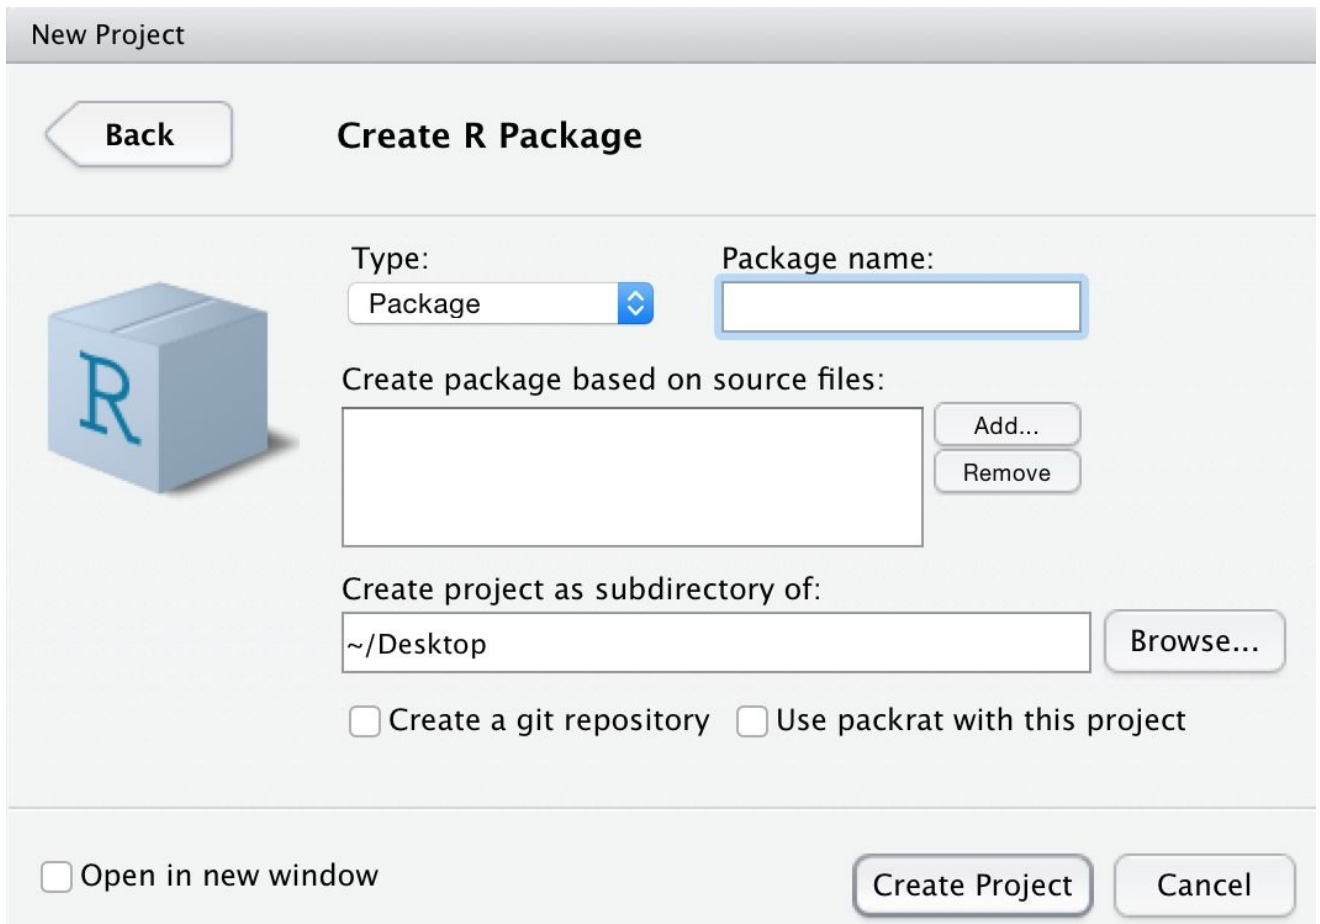 New Project
Back
Create R Package
Type:
Package name:
Package
R
Create package based on source files:
Add...
Remove
Create project as subdirectory of:
~/Desktop
Browse...
Create a git repository
Use packrat with this project
Open in new window
Create Project
Cancel